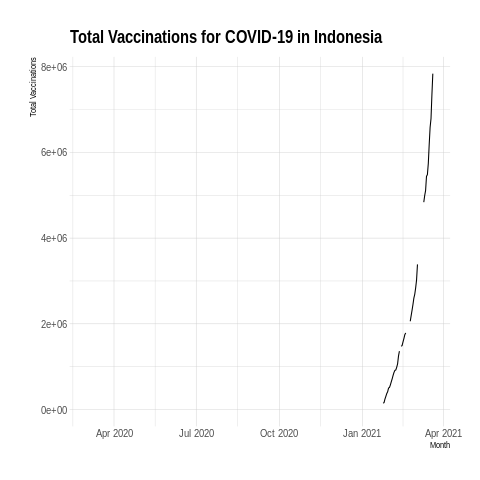 Total Vaccinations for COVID-19 in Indonesia
Total Vaccinations
8e+06
6e+06
4e+06
2e+06
0e+00
Apr 2020 Jul 2020 Oct 2020 Jan 2021 Apr 2021
Month